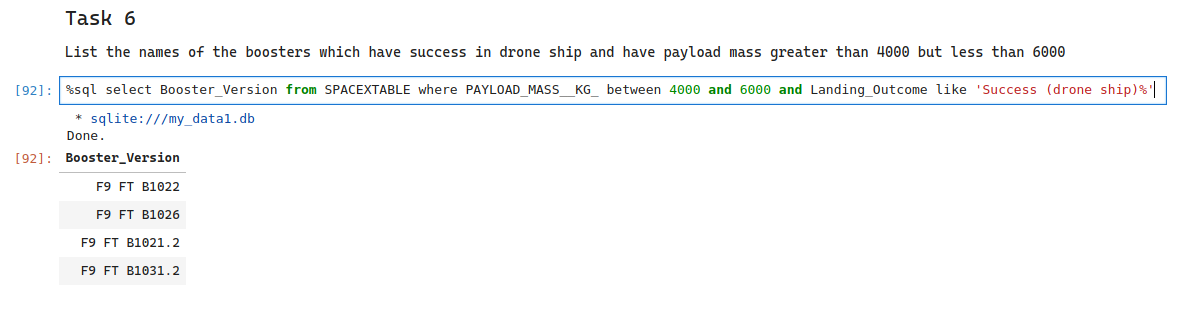 Task 6
List the names of the boosters which have success in drone ship and have payload mass greater than 4000 but less than 6000
[92]: %sql select Booster_Version from SPACEXTABLE where PAYLOAD_MASS__KG_ between 4000 and 6000 and Landing_Outcome like 'Success (drone ship)%'
* sqlite:///my_data1.db
Done.
[92]: Booster_Version
F9 FT B1022
F9 FT B1026
F9 FT B1021.2
F9 FT B1031.2